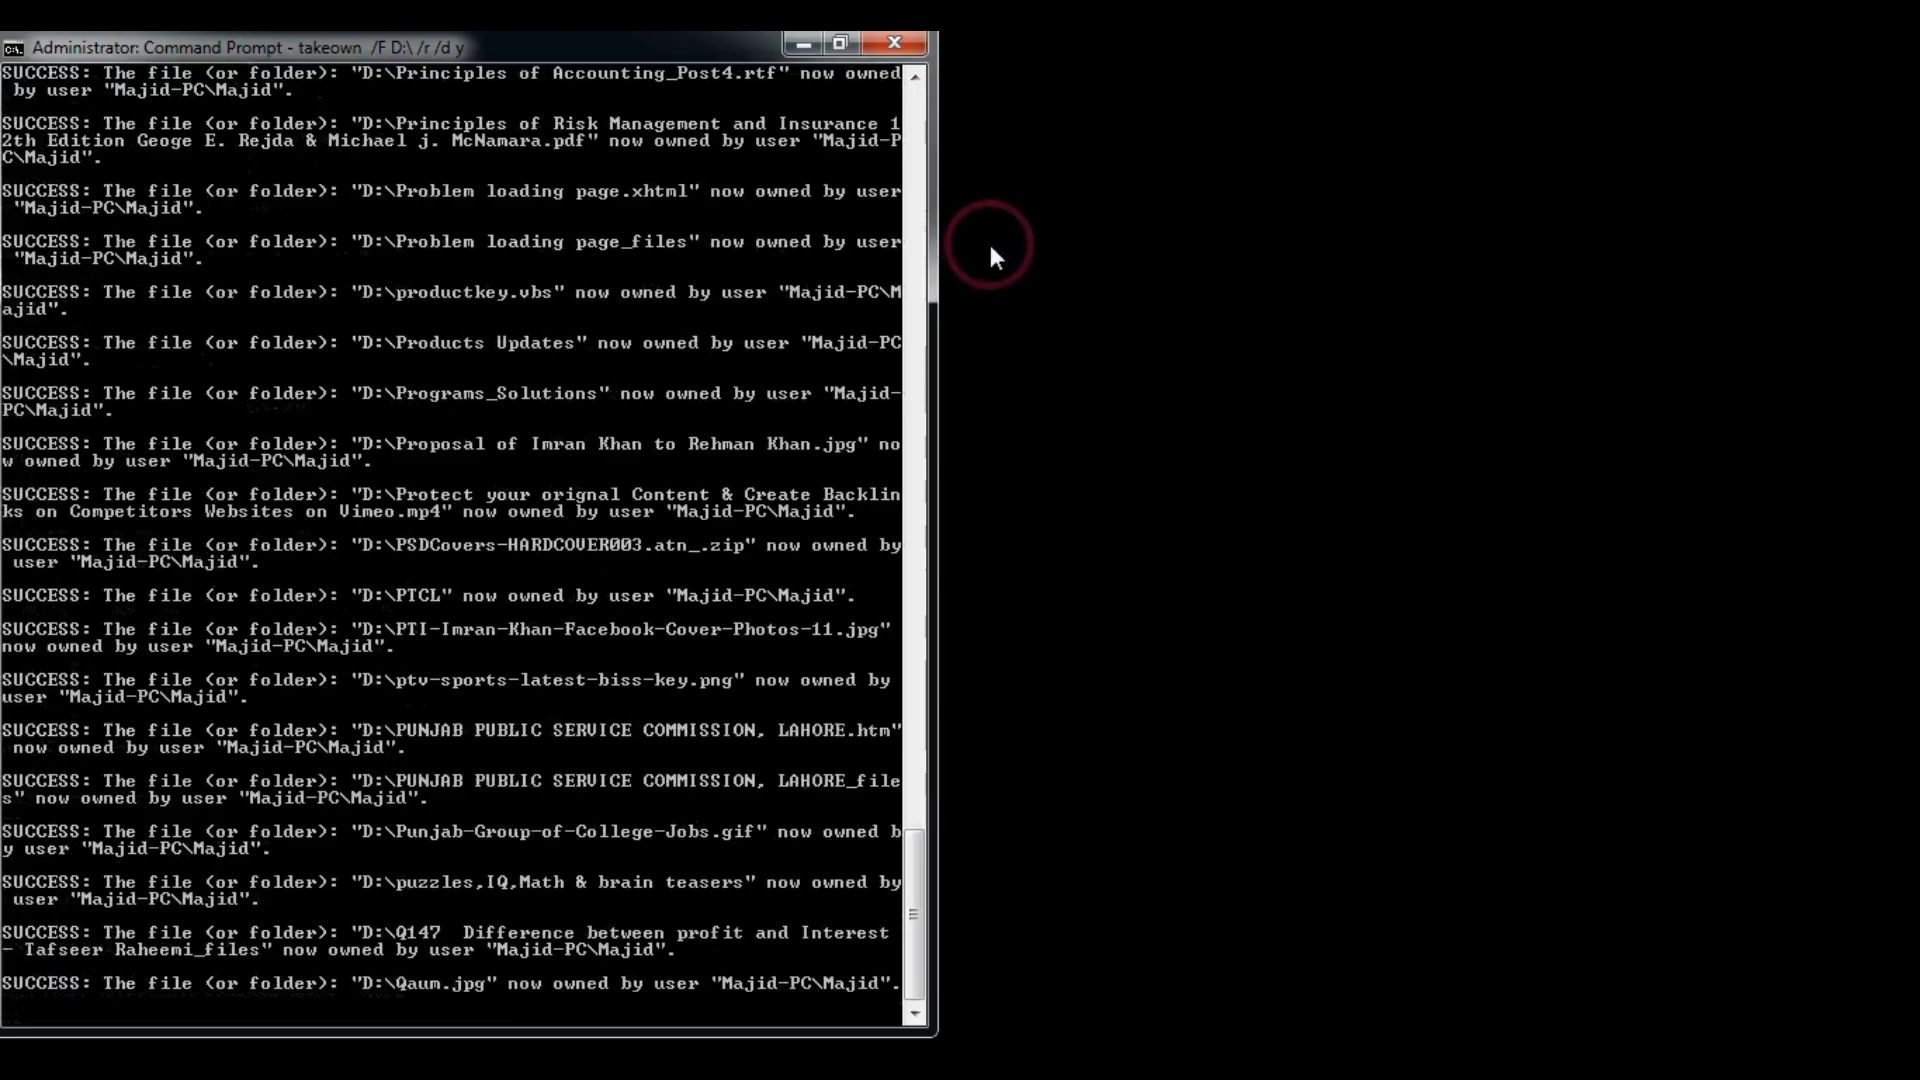 Administrator: Command Prompt - takeown  /F D:\ /r /d y
SUCCESS: The file (or folder): "D:\Principles of Accounting_Post4.rtf" now owned
 by user "Majid-PC\Majid".
SUCCESS: The file (or folder): "D:\Principles of Risk Management and Insurance 1
2th Edition Geoge E. Rejda & Michael j. McNamara.pdf" now owned by user "Majid-P
C\Majid".
SUCCESS: The file (or folder): "D:\Problem loading page.xhtml" now owned by user
 "Majid-PC\Majid".
SUCCESS: The file (or folder): "D:\Problem loading page_files" now owned by user
 "Majid-PC\Majid".
SUCCESS: The file (or folder): "D:\productkey.vbs" now owned by user "Majid-PC\M
ajid".
SUCCESS: The file (or folder): "D:\Products Updates" now owned by user "Majid-PC
\Majid".
SUCCESS: The file (or folder): "D:\Programs_Solutions" now owned by user "Majid-
PC\Majid".
SUCCESS: The file (or folder): "D:\Proposal of Imran Khan to Rehman Khan.jpg" no
w owned by user "Majid-PC\Majid".
SUCCESS: The file (or folder): "D:\Protect your orignal Content & Create Backlin
ks on Competitors Websites on Vimeo.mp4" now owned by user "Majid-PC\Majid".
SUCCESS: The file (or folder): "D:\PSDCovers-HARDCOVER003.atn_.zip" now owned by
 user "Majid-PC\Majid".
SUCCESS: The file (or folder): "D:\PTCL" now owned by user "Majid-PC\Majid".
SUCCESS: The file (or folder): "D:\PTI-Imran-Khan-Facebook-Cover-Photos-11.jpg"
now owned by user "Majid-PC\Majid".
SUCCESS: The file (or folder): "D:\ptv-sports-latest-biss-key.png" now owned by
user "Majid-PC\Majid".
SUCCESS: The file (or folder): "D:\PUNJAB PUBLIC SERVICE COMMISSION, LAHORE.htm"
 now owned by user "Majid-PC\Majid".
SUCCESS: The file (or folder): "D:\PUNJAB PUBLIC SERVICE COMMISSION, LAHORE_file
s" now owned by user "Majid-PC\Majid".
SUCCESS: The file (or folder): "D:\Punjab-Group-of-College-Jobs.gif" now owned b
y user "Majid-PC\Majid".
SUCCESS: The file (or folder): "D:\puzzles,IQ,Math & brain teasers" now owned by
 user "Majid-PC\Majid".
SUCCESS: The file (or folder): "D:\Q147  Difference between profit and Interest
- Tafseer Raheemi_files" now owned by user "Majid-PC\Majid".
SUCCESS: The file (or folder): "D:\Qaum.jpg" now owned by user "Majid-PC\Majid".